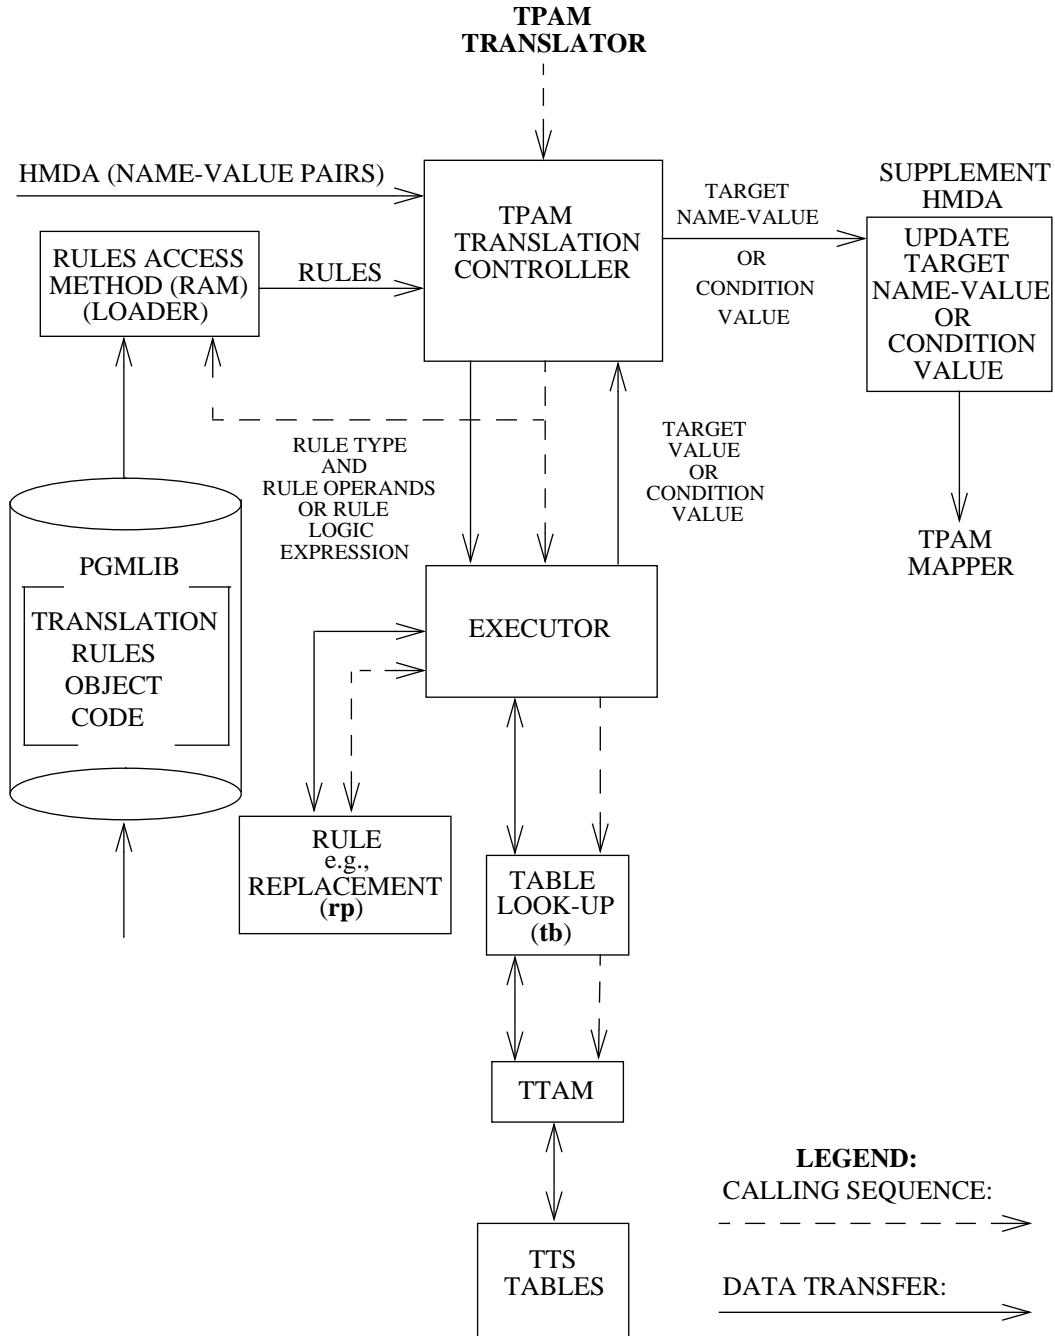 TPAM
TRANSLATOR
HMDA (NAME-VALUE PAIRS)
TPAM
TRANSLATION
CONTROLLER
TARGET
NAME-VALUE
OR
CONDITION
VALUE
SUPPLEMENT
HMDA
UPDATE
TARGET
NAME-VALUE
OR
CONDITION
VALUE
RULES ACCESS
METHOD (RAM)
(LOADER)
RULES
RULE TYPE
AND
RULE OPERANDS
OR RULE
LOGIC
EXPRESSION
TARGET
VALUE
OR
CONDITION
VALUE
TPAM
MAPPER
PGMLIB
TRANSLATION
RULES
OBJECT
CODE
EXECUTOR
RULE
e.g.,
REPLACEMENT
(rp)
TABLE
LOOK-UP
(tb)
TTAM
TTS
TABLES
LEGEND:
CALLING SEQUENCE:
DATA TRANSFER: